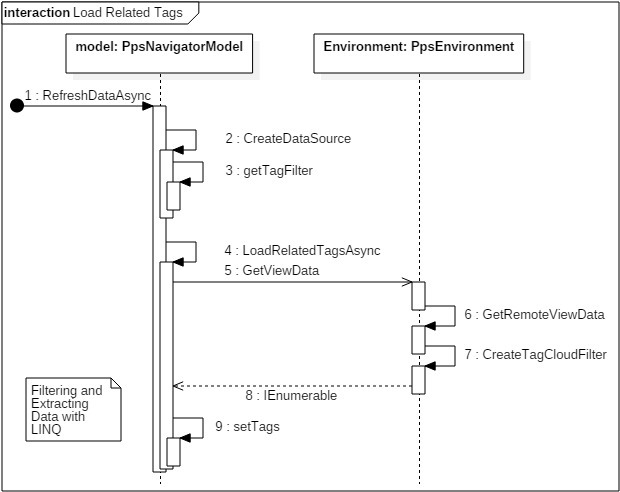 interaction Load Related Tags
model: PpsNavigatorModel
Environment: PpsEnvironment
1 : RefreshDataAsync
2 : CreateDataSource
3 : getTagFilter
4 : LoadRelatedTagsAsync
5 : GetViewData
6 : GetRemoteViewData
7 : CreateTagCloudFilter
8 : IEnumerable
Filtering and
Extracting
Data with
LINQ
9 : setTags